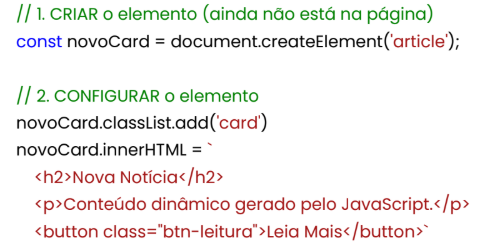 // 1. CRIAR o elemento (ainda não está na página)
const novoCard = document.createElement('article');
// 2. CONFIGURAR o elemento
novoCard.classList.add('card')
novoCard.innerHTML = `
<h2>Nova Notícia</h2>
<p>Conteúdo dinâmico gerado pelo JavaScript.</p>
<button class="btn-leitura">Leia Mais</button>`